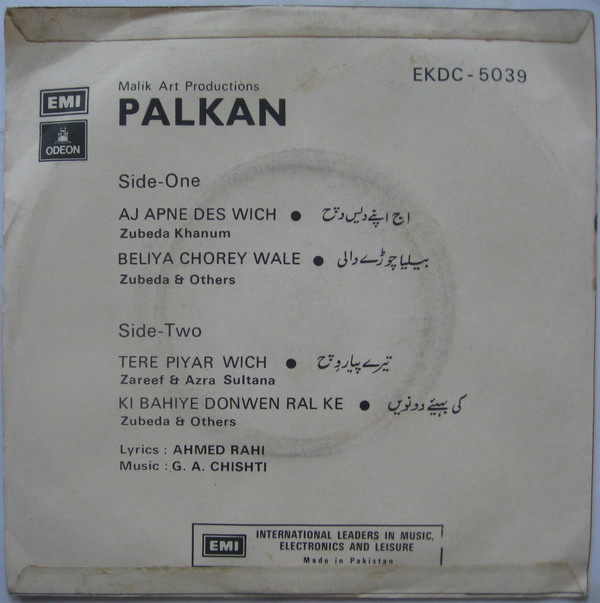 EKDC - 5039
EMI
ODEON
Malik Art Productions
PALKAN
Side-One
AJ APNE DES WICH ● اج اپنے دیس وچ
Zubeda Khanum
BELIYA CHOREY WALE ● بیلیا چوڑے والی
Zubeda & Others
Side-Two
TERE PIYAR WICH ● تیرے پیار وچ
Zareef & Azra Sultana
KI BAHIYE DONWEN RAL KE ● کی بہیئے دونویں
Zubeda & Others
Lyrics : AHMED RAHI
Music : G. A. CHISHTI
EMI
INTERNATIONAL LEADERS IN MUSIC,
ELECTRONICS AND LEISURE
Made in Pakistan